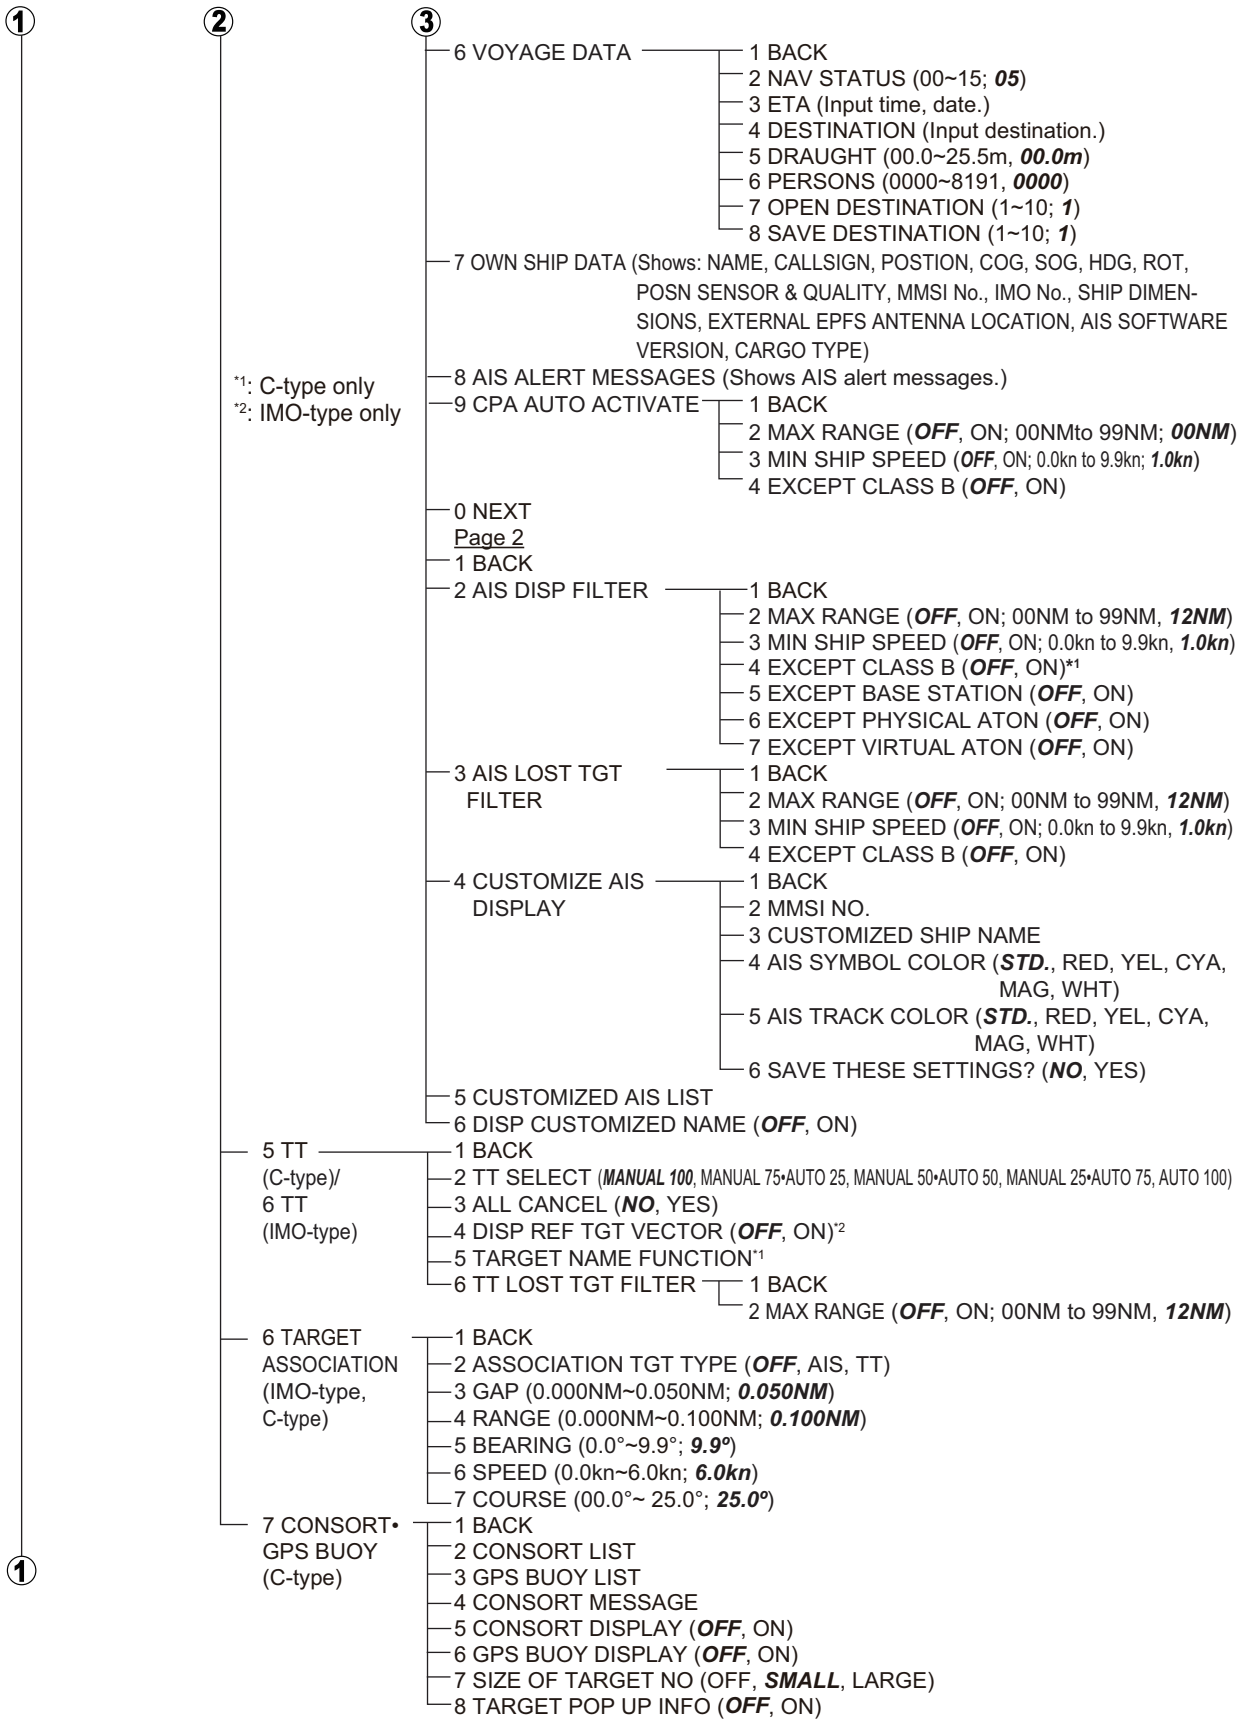 1 2 3
6 VOYAGE DATA 1 BACK
2 NAV STATUS (00~15; 05)
3 ETA (Input time, date.)
4 DESTINATION (Input destination.)
5 DRAUGHT (00.0~25.5m, 00.0m)
6 PERSONS (0000~8191, 0000)
7 OPEN DESTINATION (1~10; 1)
8 SAVE DESTINATION (1~10; 1)
7 OWN SHIP DATA (Shows: NAME, CALLSIGN, POSTION, COG, SOG, HDG, ROT,
POSN SENSOR & QUALITY, MMSI No., IMO No., SHIP DIMEN-
SIONS, EXTERNAL EPFS ANTENNA LOCATION, AIS SOFTWARE
VERSION, CARGO TYPE)
*1: C-type only
*2: IMO-type only
8 AIS ALERT MESSAGES (Shows AIS alert messages.)
9 CPA AUTO ACTIVATE 1 BACK
2 MAX RANGE (OFF, ON; 00NMto 99NM; 00NM)
3 MIN SHIP SPEED (OFF, ON; 0.0kn to 9.9kn; 1.0kn)
4 EXCEPT CLASS B (OFF, ON)
0 NEXT
Page 2
1 BACK
2 AIS DISP FILTER 1 BACK
2 MAX RANGE (OFF, ON; 00NM to 99NM, 12NM)
3 MIN SHIP SPEED (OFF, ON; 0.0kn to 9.9kn, 1.0kn)
4 EXCEPT CLASS B (OFF, ON)*1
5 EXCEPT BASE STATION (OFF, ON)
6 EXCEPT PHYSICAL ATON (OFF, ON)
7 EXCEPT VIRTUAL ATON (OFF, ON)
3 AIS LOST TGT 1 BACK
FILTER 2 MAX RANGE (OFF, ON; 00NM to 99NM, 12NM)
3 MIN SHIP SPEED (OFF, ON; 0.0kn to 9.9kn, 1.0kn)
4 EXCEPT CLASS B (OFF, ON)
4 CUSTOMIZE AIS 1 BACK
DISPLAY 2 MMSI NO.
3 CUSTOMIZED SHIP NAME
4 AIS SYMBOL COLOR (STD., RED, YEL, CYA,
MAG, WHT)
5 AIS TRACK COLOR (STD., RED, YEL, CYA,
MAG, WHT)
6 SAVE THESE SETTINGS? (NO, YES)
5 CUSTOMIZED AIS LIST
6 DISP CUSTOMIZED NAME (OFF, ON)
5 TT 1 BACK
(C-type)/ 2 TT SELECT (MANUAL 100, MANUAL 75•AUTO 25, MANUAL 50•AUTO 50, MANUAL 25•AUTO 75, AUTO 100)
6 TT 3 ALL CANCEL (NO, YES)
(IMO-type) 4 DISP REF TGT VECTOR (OFF, ON)*2
5 TARGET NAME FUNCTION*1
6 TT LOST TGT FILTER 1 BACK
2 MAX RANGE (OFF, ON; 00NM to 99NM, 12NM)
6 TARGET 1 BACK
ASSOCIATION 2 ASSOCIATION TGT TYPE (OFF, AIS, TT)
(IMO-type, 3 GAP (0.000NM~0.050NM; 0.050NM)
C-type) 4 RANGE (0.000NM~0.100NM; 0.100NM)
5 BEARING (0.0°~9.9°; 9.9º)
6 SPEED (0.0kn~6.0kn; 6.0kn)
7 COURSE (00.0°~ 25.0°; 25.0º)
7 CONSORT• 1 BACK
GPS BUOY 2 CONSORT LIST
(C-type) 3 GPS BUOY LIST
1
4 CONSORT MESSAGE
5 CONSORT DISPLAY (OFF, ON)
6 GPS BUOY DISPLAY (OFF, ON)
7 SIZE OF TARGET NO (OFF, SMALL, LARGE)
8 TARGET POP UP INFO (OFF, ON)